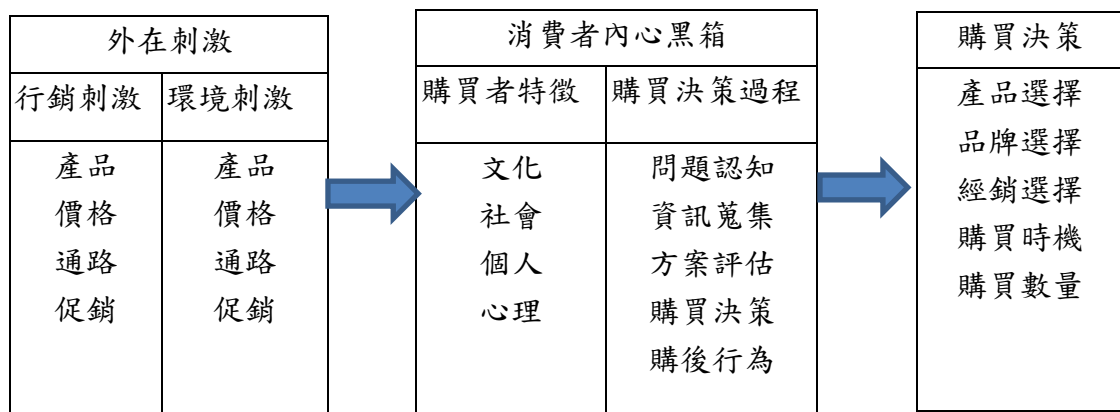 外在刺激
行銷刺激 環境刺激
產品 產品
價格 價格
通路 通路
促銷 促銷
消費者內心黑箱
購買者特徵 購買決策過程
文化 問題認知
社會 資訊蒐集
個人 方案評估
心理 購買決策
購後行為
購買決策
產品選擇
品牌選擇
經銷選擇
購買時機
購買數量